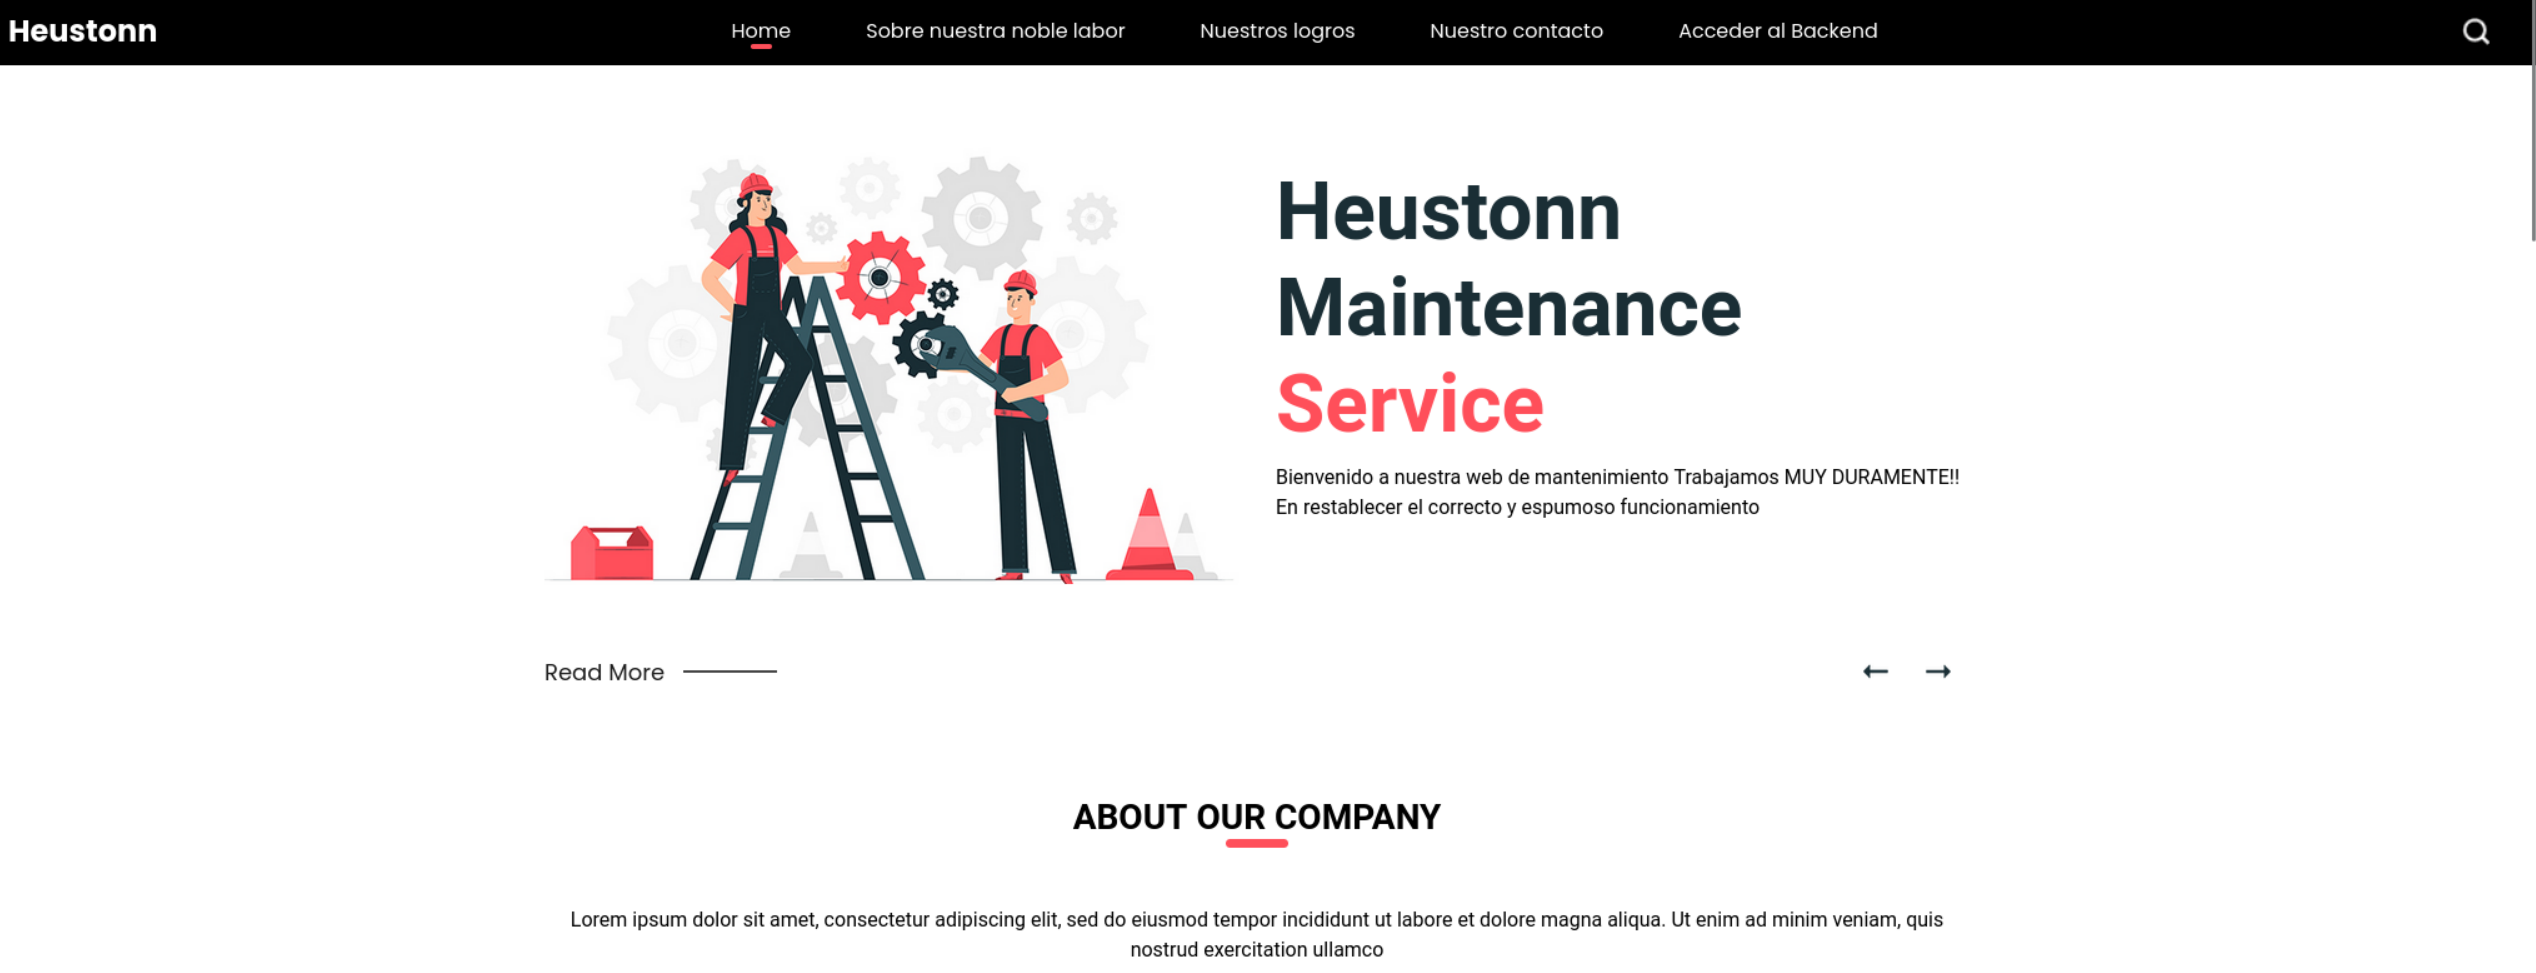 Heustonn
Home
Sobre nuestra noble labor
Nuestros logros
Nuestro contacto
Acceder al Backend
Heustonn
Maintenance
Service
Bienvenido a nuestra web de mantenimiento Trabajamos MUY DURAMENTE!!
En restablecer el correcto y espumoso funcionamiento
Read More
ABOUT OUR COMPANY
Lorem ipsum dolor sit amet, consectetur adipiscing elit, sed do eiusmod tempor incididunt ut labore et dolore magna aliqua. Ut enim ad minim veniam, quis
nostrud exercitation ullamco